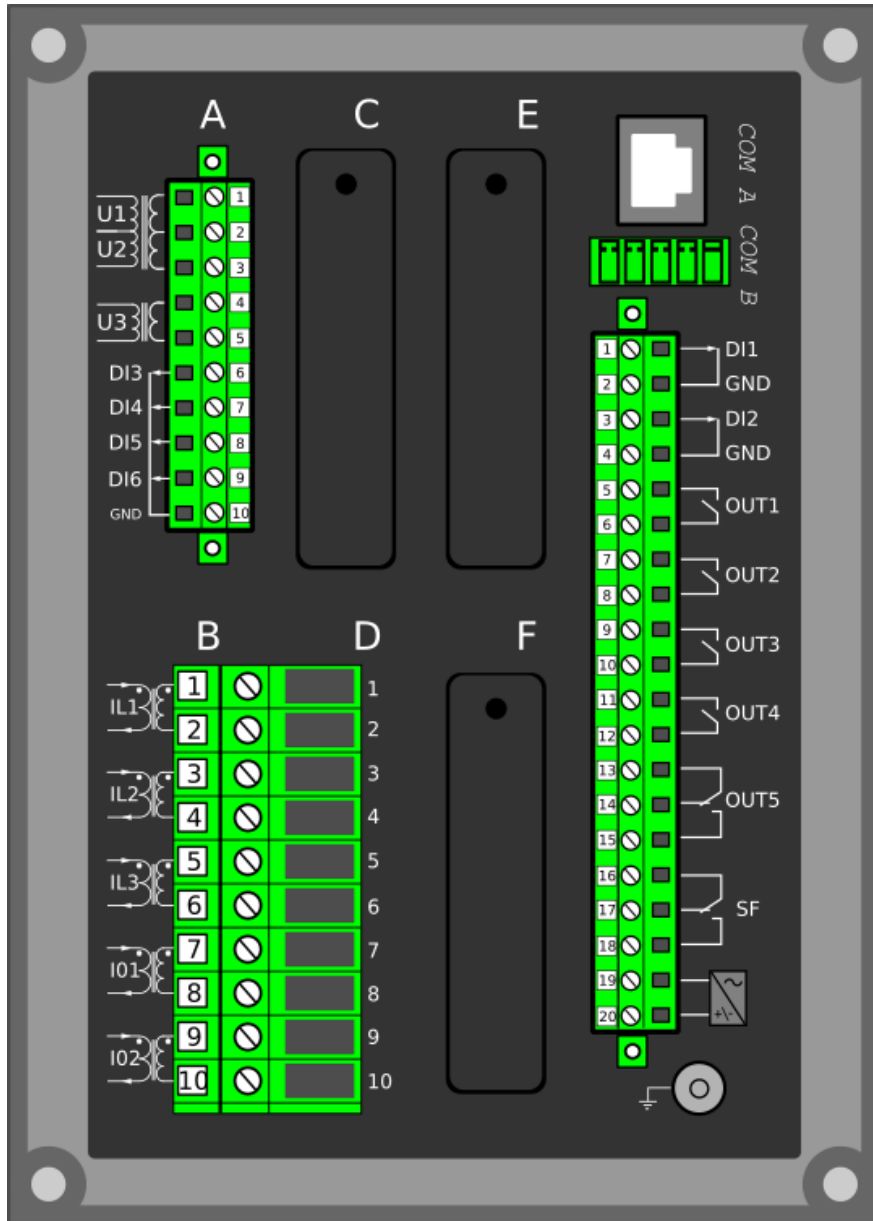 A
C
E
COM A
COM B
U1
U2
U3
DI3
DI4
DI5
DI6
GND
1
2
3
4
5
6
7
8
9
10
1
2
3
4
5
6
7
8
9
10
11
12
13
14
15
16
17
18
19
20
DI1
GND
DI2
GND
OUT1
OUT2
OUT3
OUT4
OUT5
SF
~
+/-
B
D
F
IL1
IL2
IL3
I01
I02
1
2
3
4
5
6
7
8
9
10
1
2
3
4
5
6
7
8
9
10